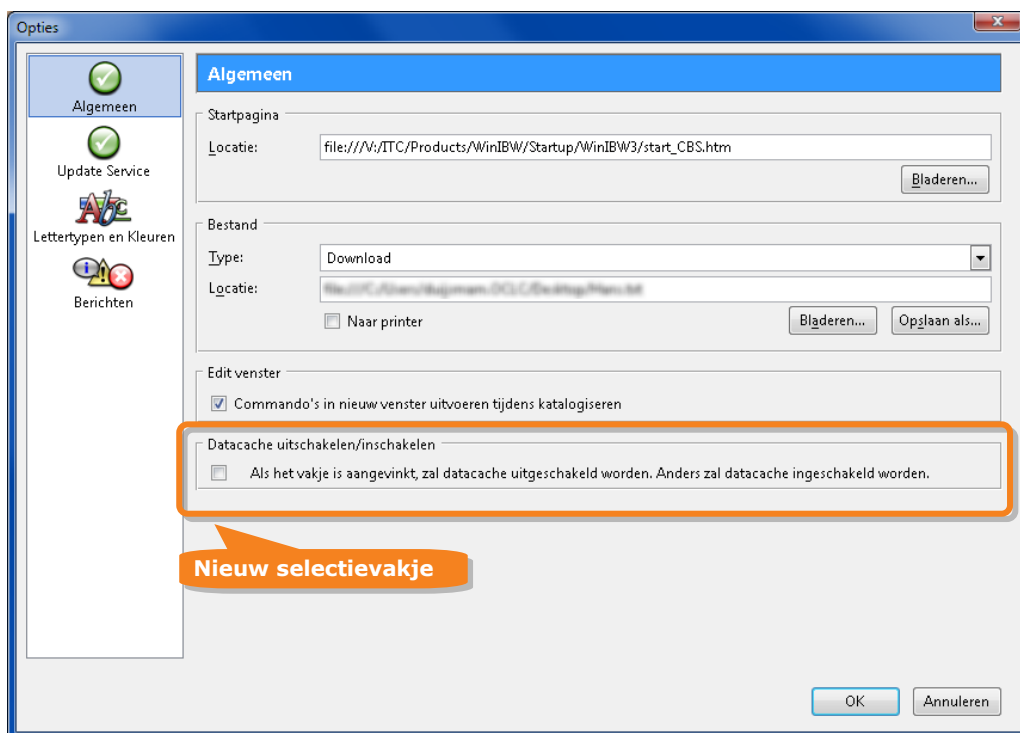 Opties
Algemeen
Update Service
Lettertypen en Kleuren
Berichten
Algemeen
Startpagina
Locatie: file:///V:/ITC/Products/WinIBW/Startup/WinIBW3/start_CBS.htm
Bladeren...
Bestand
Type: Download
Locatie:
Naar printer Bladeren... Opslaan als...
Edit venster
Commando's in nieuw venster uitvoeren tijdens katalogiseren
Datacache uitschakelen/inschakelen
Als het vakje is aangevinkt, zal datacache uitgeschakeld worden. Anders zal datacache ingeschakeld worden.
Nieuw selectievakje
OK Annuleren